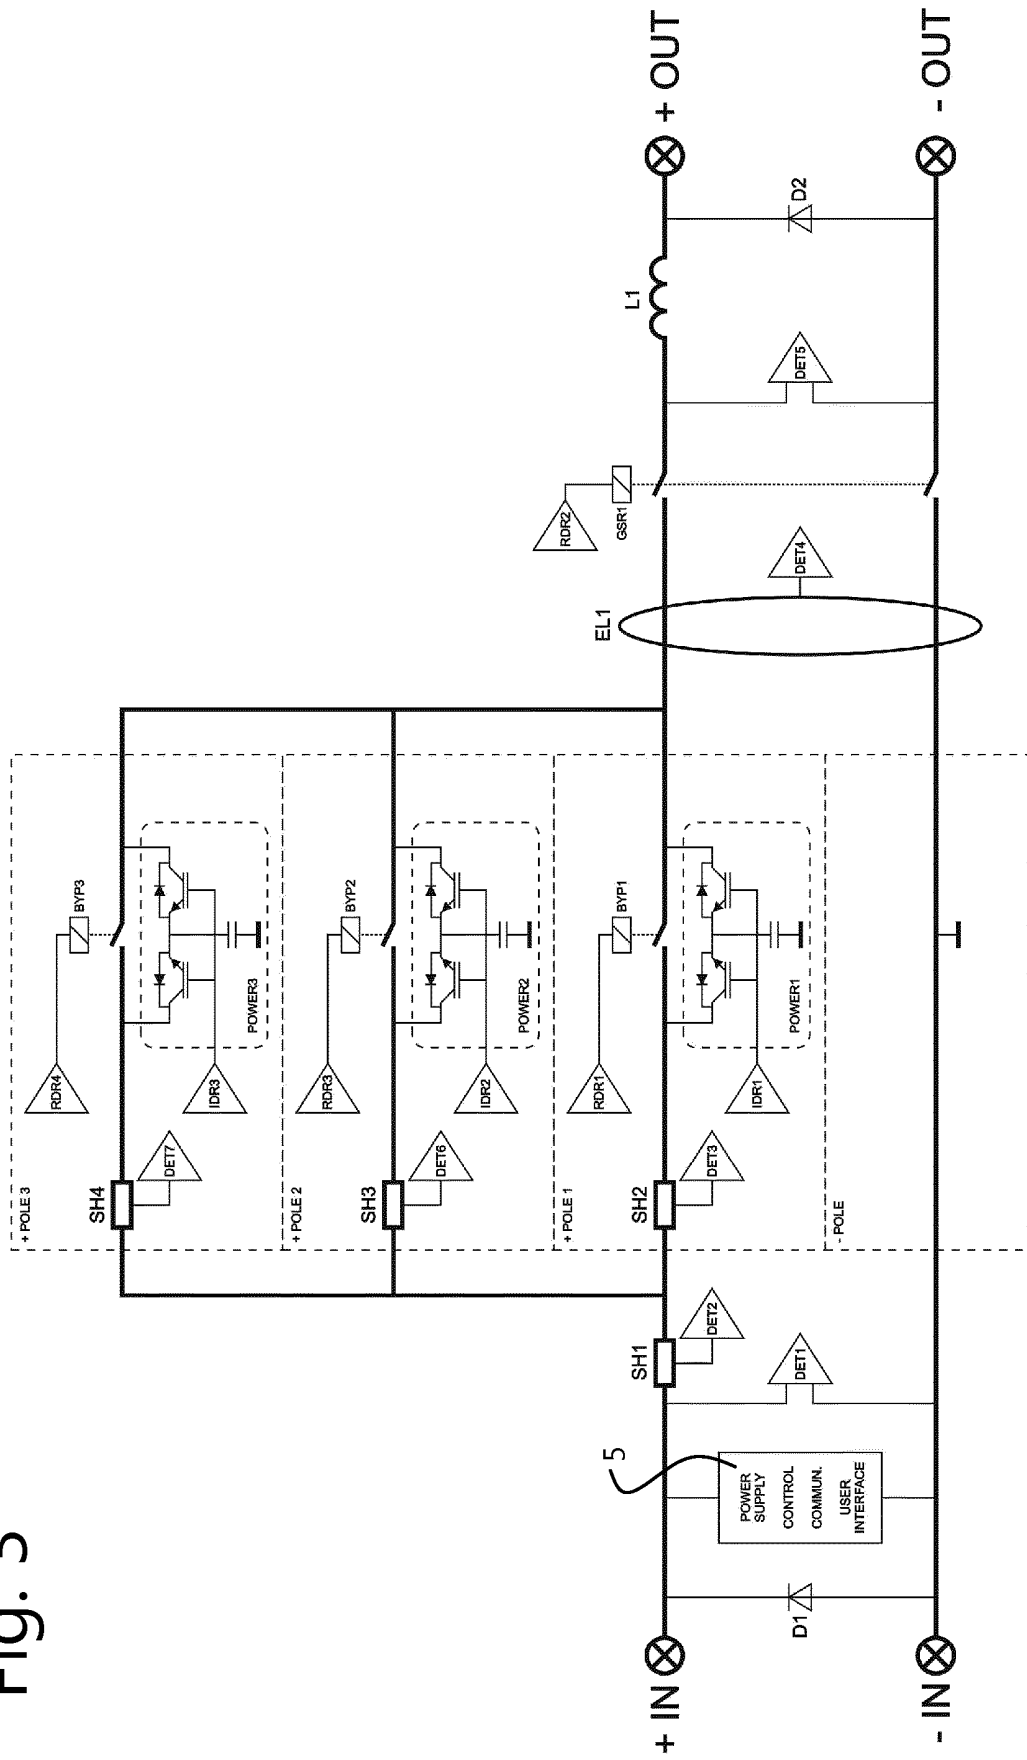 Fig.
+ POLE 3
RDR4
BYP3
SH4
DET7
IDR3
POWER3
+ POLE 2
RDR3
BYP2
SH3
DET6
IDR2
POWER2
+ POLE 1
RDR1
BYP1
RDR2
GSR1
EL1
L1
5
+ IN
SH1
SH2
+ OUT
DET2
DET3
IDR1
POWER1
POWER
SUPPLY
CONTROL
COMMUN.
USER
INTERFACE
D1
DET1
DET4
DET5
D2
- POLE
- IN
- OUT